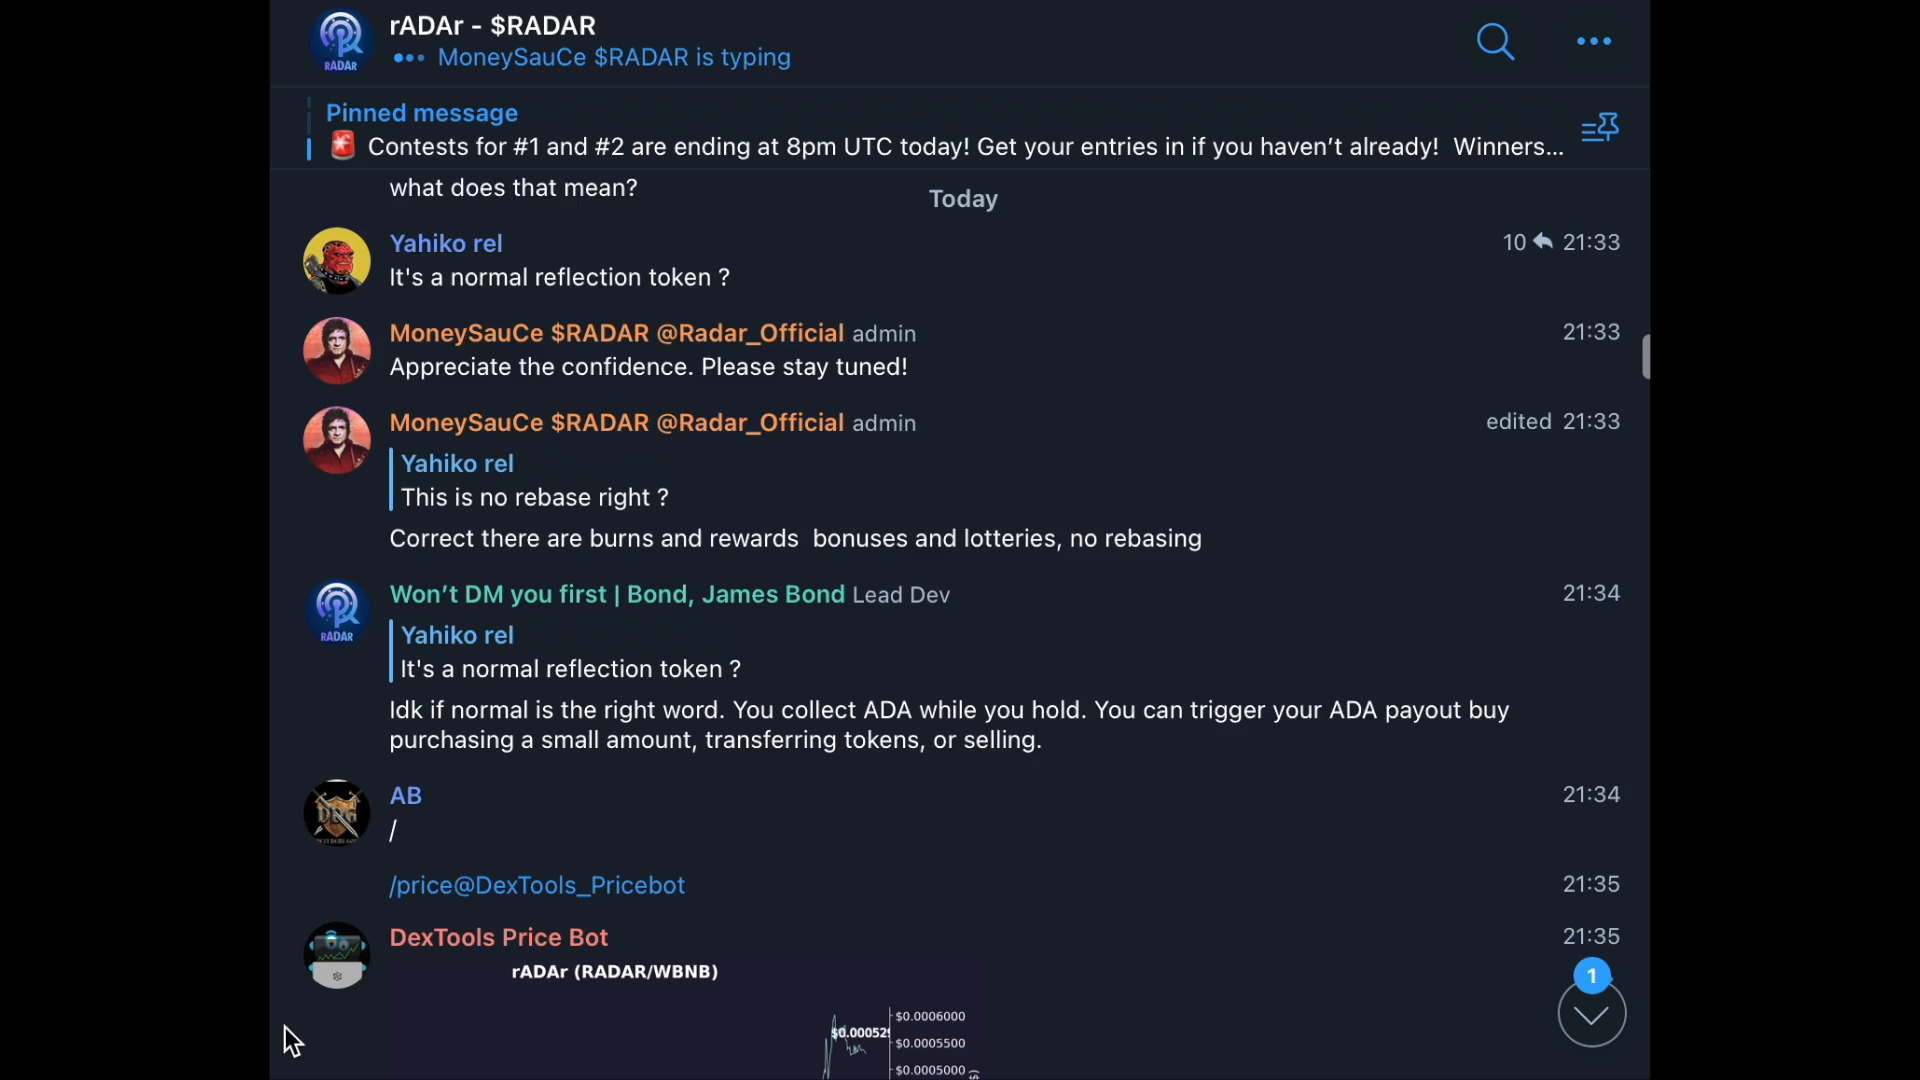 rADAr - $RADAR
MoneySauCe $RADAR is typing
RADAR
Pinned message
Contests for #1 and #2 are ending at 8pm UTC today! Get your entries in if you haven’t already!  Winners...
what does that mean?
Today
Yahiko rel
10 21:33
It's a normal reflection token ?
MoneySauCe $RADAR @Radar_Official admin
21:33
Appreciate the confidence. Please stay tuned!
MoneySauCe $RADAR @Radar_Official admin
edited 21:33
Yahiko rel
This is no rebase right ?
Correct there are burns and rewards  bonuses and lotteries, no rebasing
Won’t DM you first | Bond, James Bond Lead Dev
21:34
RADAR
Yahiko rel
It's a normal reflection token ?
Idk if normal is the right word. You collect ADA while you hold. You can trigger your ADA payout buy
purchasing a small amount, transferring tokens, or selling.
AB
21:34
/
/price@DexTools_Pricebot
21:35
DexTools Price Bot
21:35
rADAr (RADAR/WBNB)
1
$0.0006000
$0.000529
$0.0005500
$0.0005000